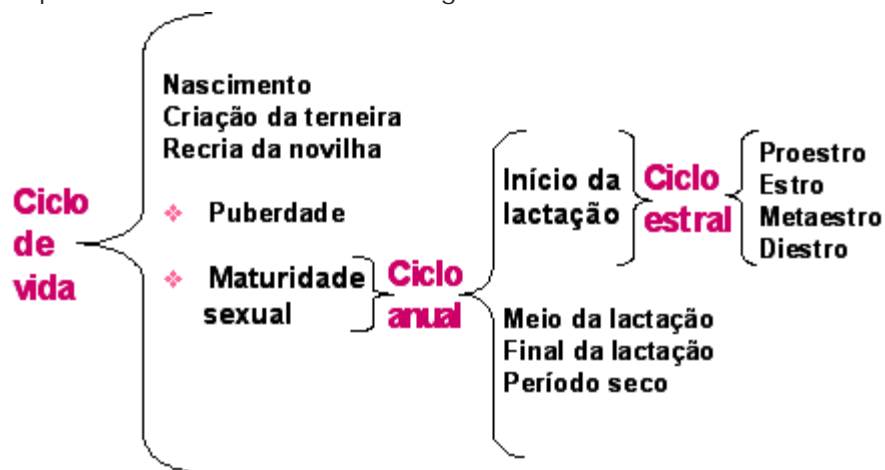 Ciclo
de
vida
Nascimento
Criação da terneira
Recria da novilha
❖ Puberdade
❖ Maturidade
sexual
Ciclo
anual
Início da
lactação
Ciclo
estral
Proestro
Estro
Metaestro
Diestro
Meio da lactação
Final da lactação
Período seco